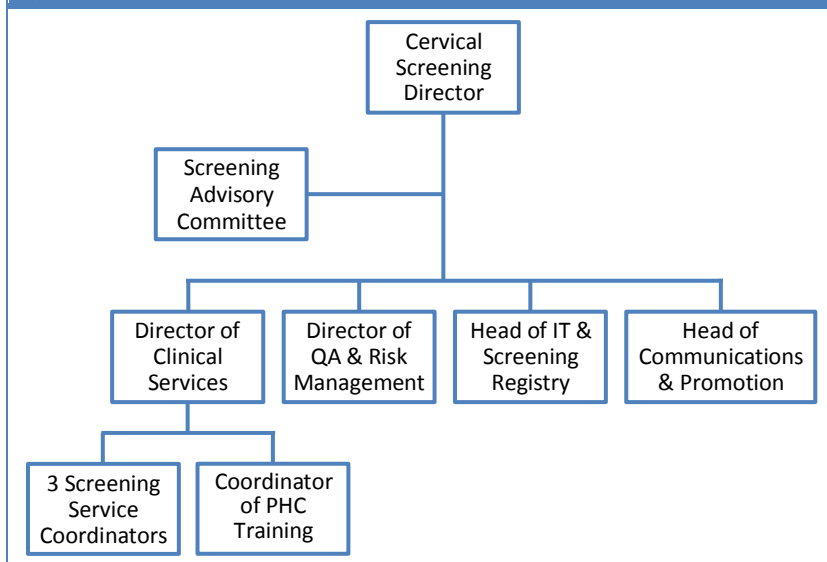 Cervical
Screening
Director
Screening
Advisory
Committee
Director of
Clinical
Services
Director of
QA & Risk
Management
Head of IT &
Screening
Registry
Head of
Communications
& Promotion
3 Screening
Service
Coordinators
Coordinator
of PHC
Training